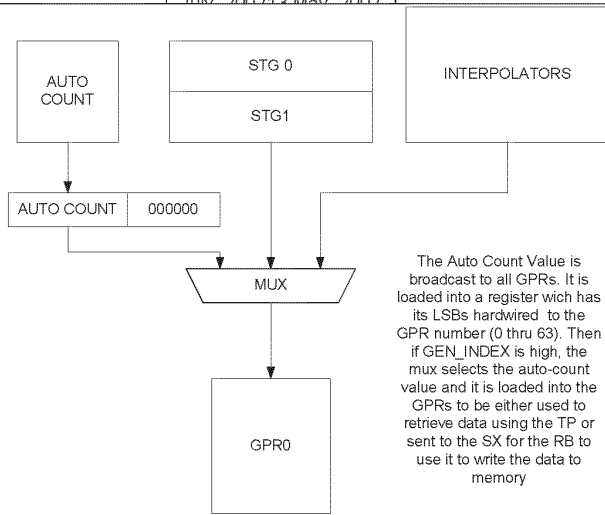 AUTO
COUNT
STG 0
STG1
INTERPOLATORS
AUTO COUNT
000000
MUX
GPR0
The Auto Count Value is
broadcast to all GPRs. It is
loaded into a register wich has
its LSBs hardwired to the
GPR number (0 thru 63). Then
if GEN_INDEX is high, the
mux selects the auto-count
value and it is loaded into the
GPRs to be either used to
retrieve data using the TP or
sent to the SX for the RB to
use it to write the data to
memory